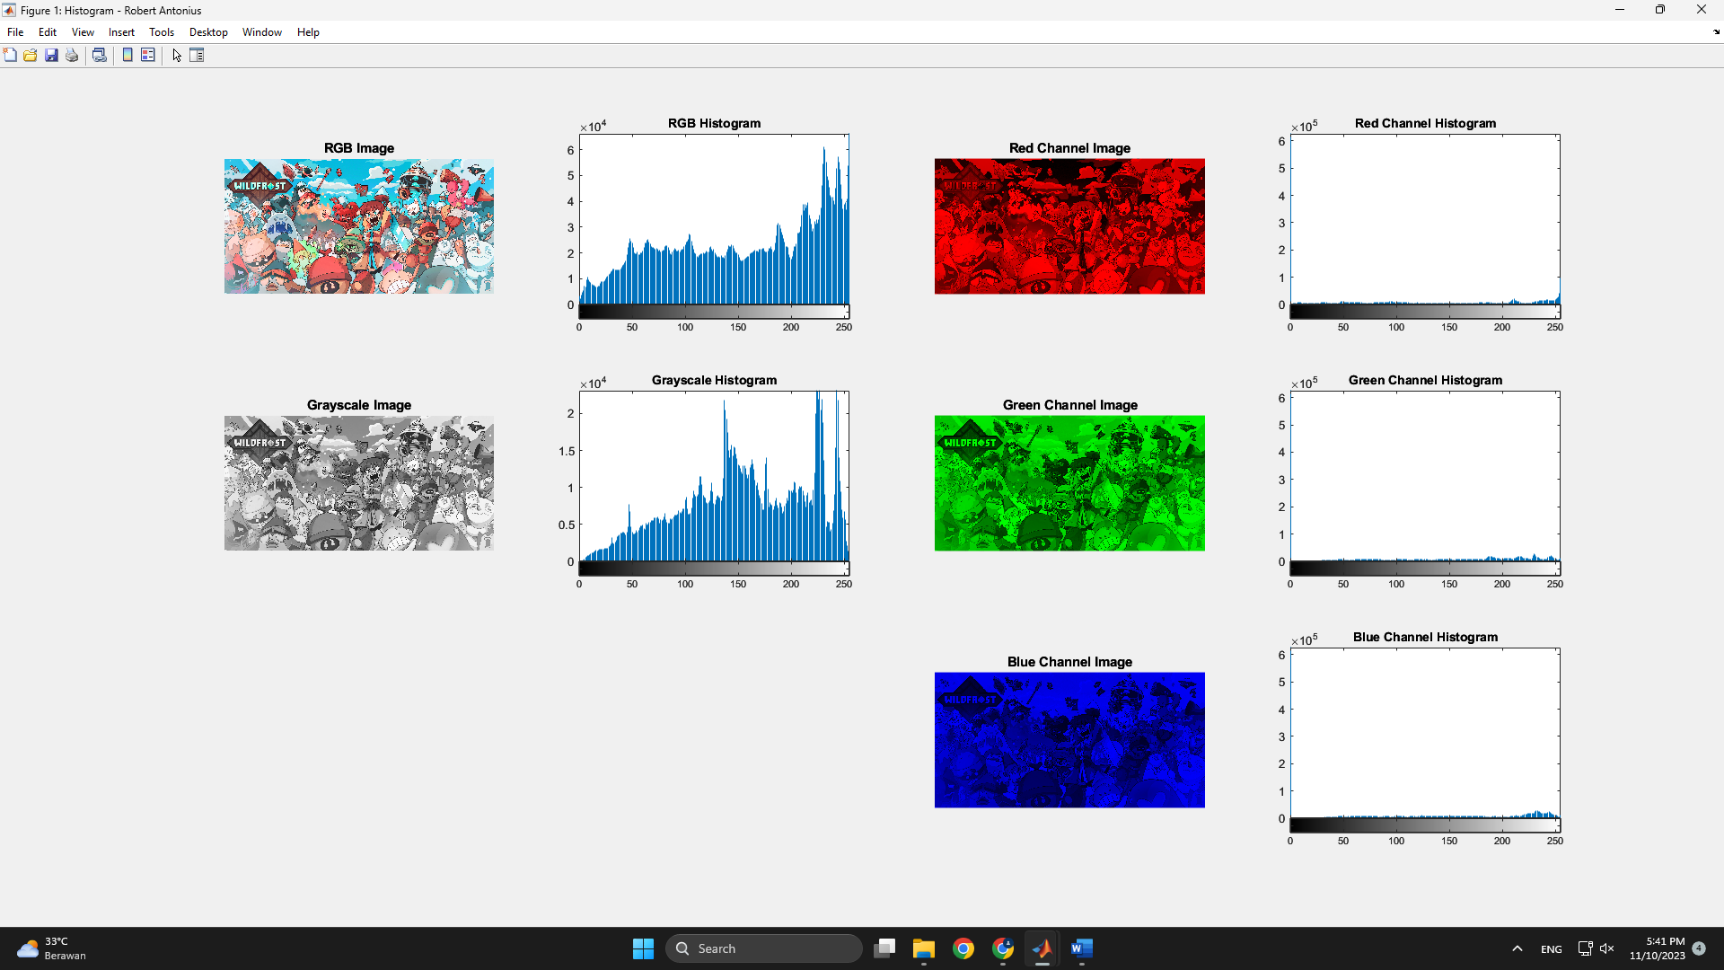 Figure 1: Histogram - Robert Antonius
File Edit View Insert Tools Desktop Window Help
RGB Image
WILDFROST
RGB Histogram
×10⁴
6
5
4
3
2
1
0
0 50 100 150 200 250
Red Channel Image
WILDFROST
Red Channel Histogram
×10⁵
6
5
4
3
2
1
0
0 50 100 150 200 250
Grayscale Image
WILDFROST
Grayscale Histogram
×10⁴
2
1.5
1
0.5
0
0 50 100 150 200 250
Green Channel Image
WILDFROST
Green Channel Histogram
×10⁵
6
5
4
3
2
1
0
0 50 100 150 200 250
Blue Channel Image
WILDFROST
Blue Channel Histogram
×10⁵
6
5
4
3
2
1
0
0 50 100 150 200 250
33°C
Berawan
Search
ENG
5:41 PM
11/10/2023
4